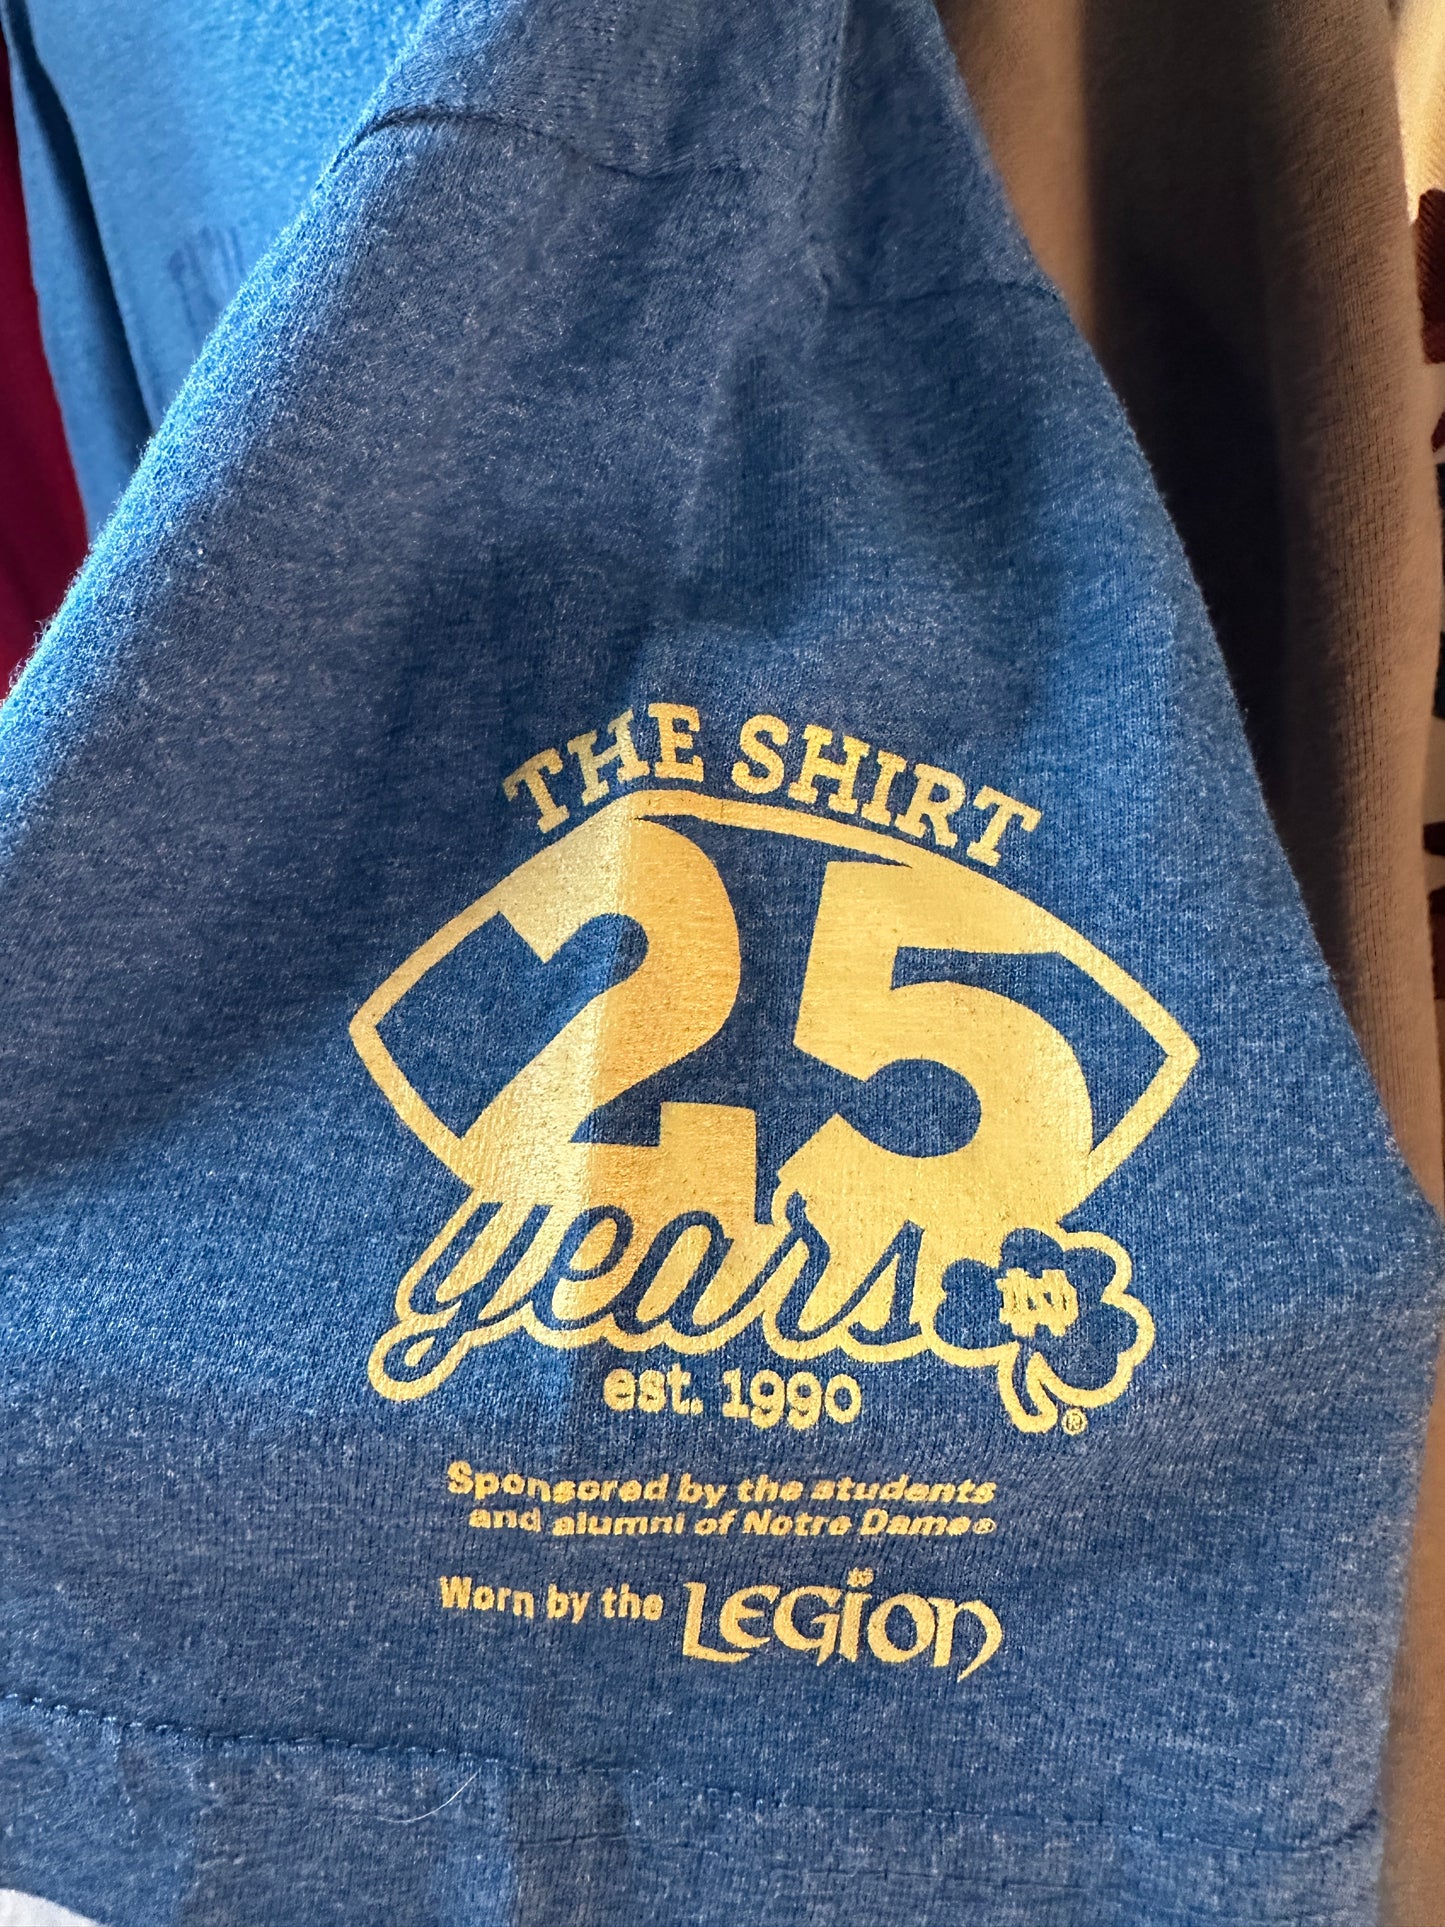 THE SHIRT
25
years
est. 1990
®
Sponsored by the students
and alumni of Notre Dame®
Worn by the LEGION